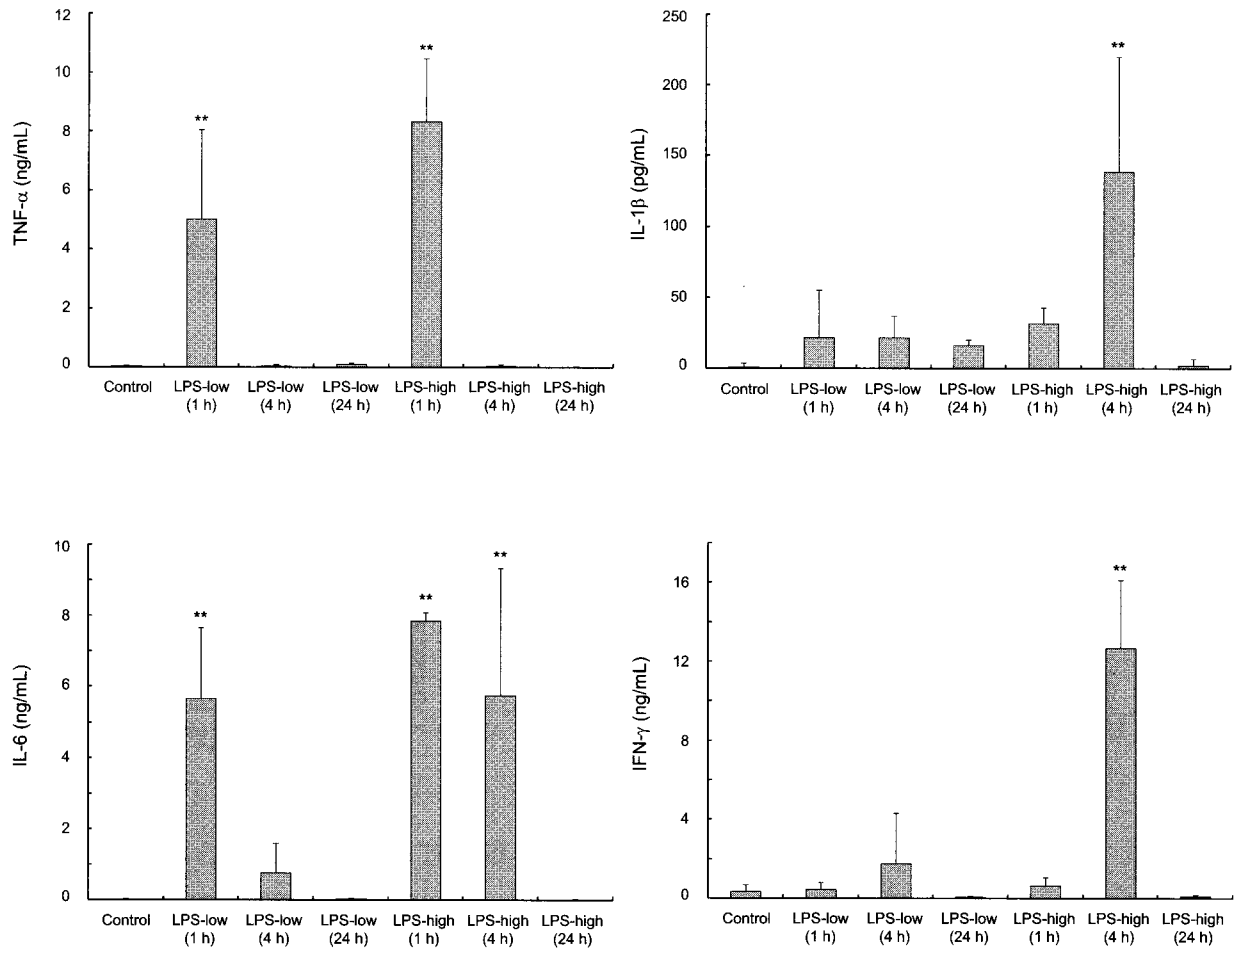 12
10
8
6
4
2
0
TNF-α (ng/mL)
**
**
Control
LPS-low
(1 h)
LPS-low
(4 h)
LPS-low
(24 h)
LPS-high
(1 h)
LPS-high
(4 h)
LPS-high
(24 h)
250
200
150
100
50
0
IL-1β (pg/mL)
**
Control
LPS-low
(1 h)
LPS-low
(4 h)
LPS-low
(24 h)
LPS-high
(1 h)
LPS-high
(4 h)
LPS-high
(24 h)
10
8
6
4
2
0
IL-6 (ng/mL)
**
**
**
Control
LPS-low
(1 h)
LPS-low
(4 h)
LPS-low
(24 h)
LPS-high
(1 h)
LPS-high
(4 h)
LPS-high
(24 h)
16
12
8
4
0
IFN-γ (ng/mL)
**
Control
LPS-low
(1 h)
LPS-low
(4 h)
LPS-low
(24 h)
LPS-high
(1 h)
LPS-high
(4 h)
LPS-high
(24 h)